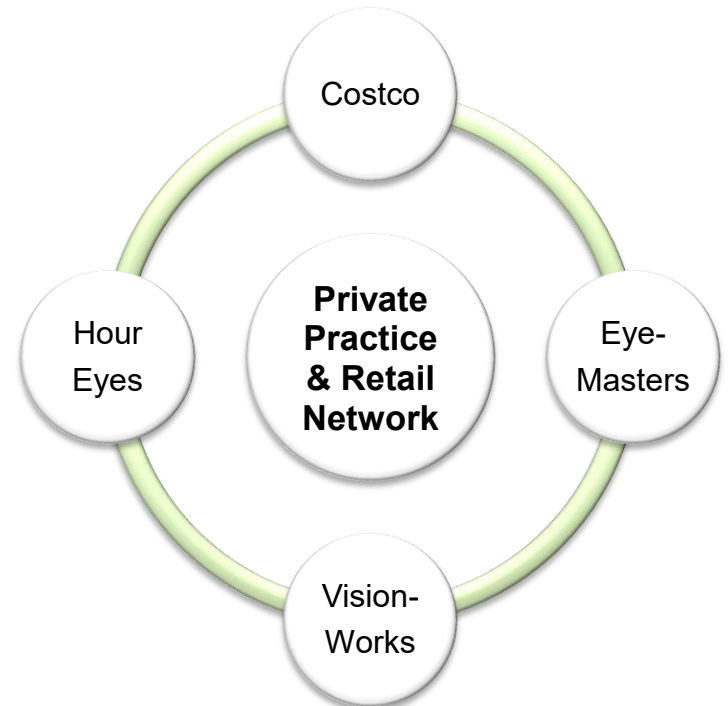 Costco
Hour
Eyes
Private
Practice
& Retail
Network
Eye-
Masters
Vision-
Works